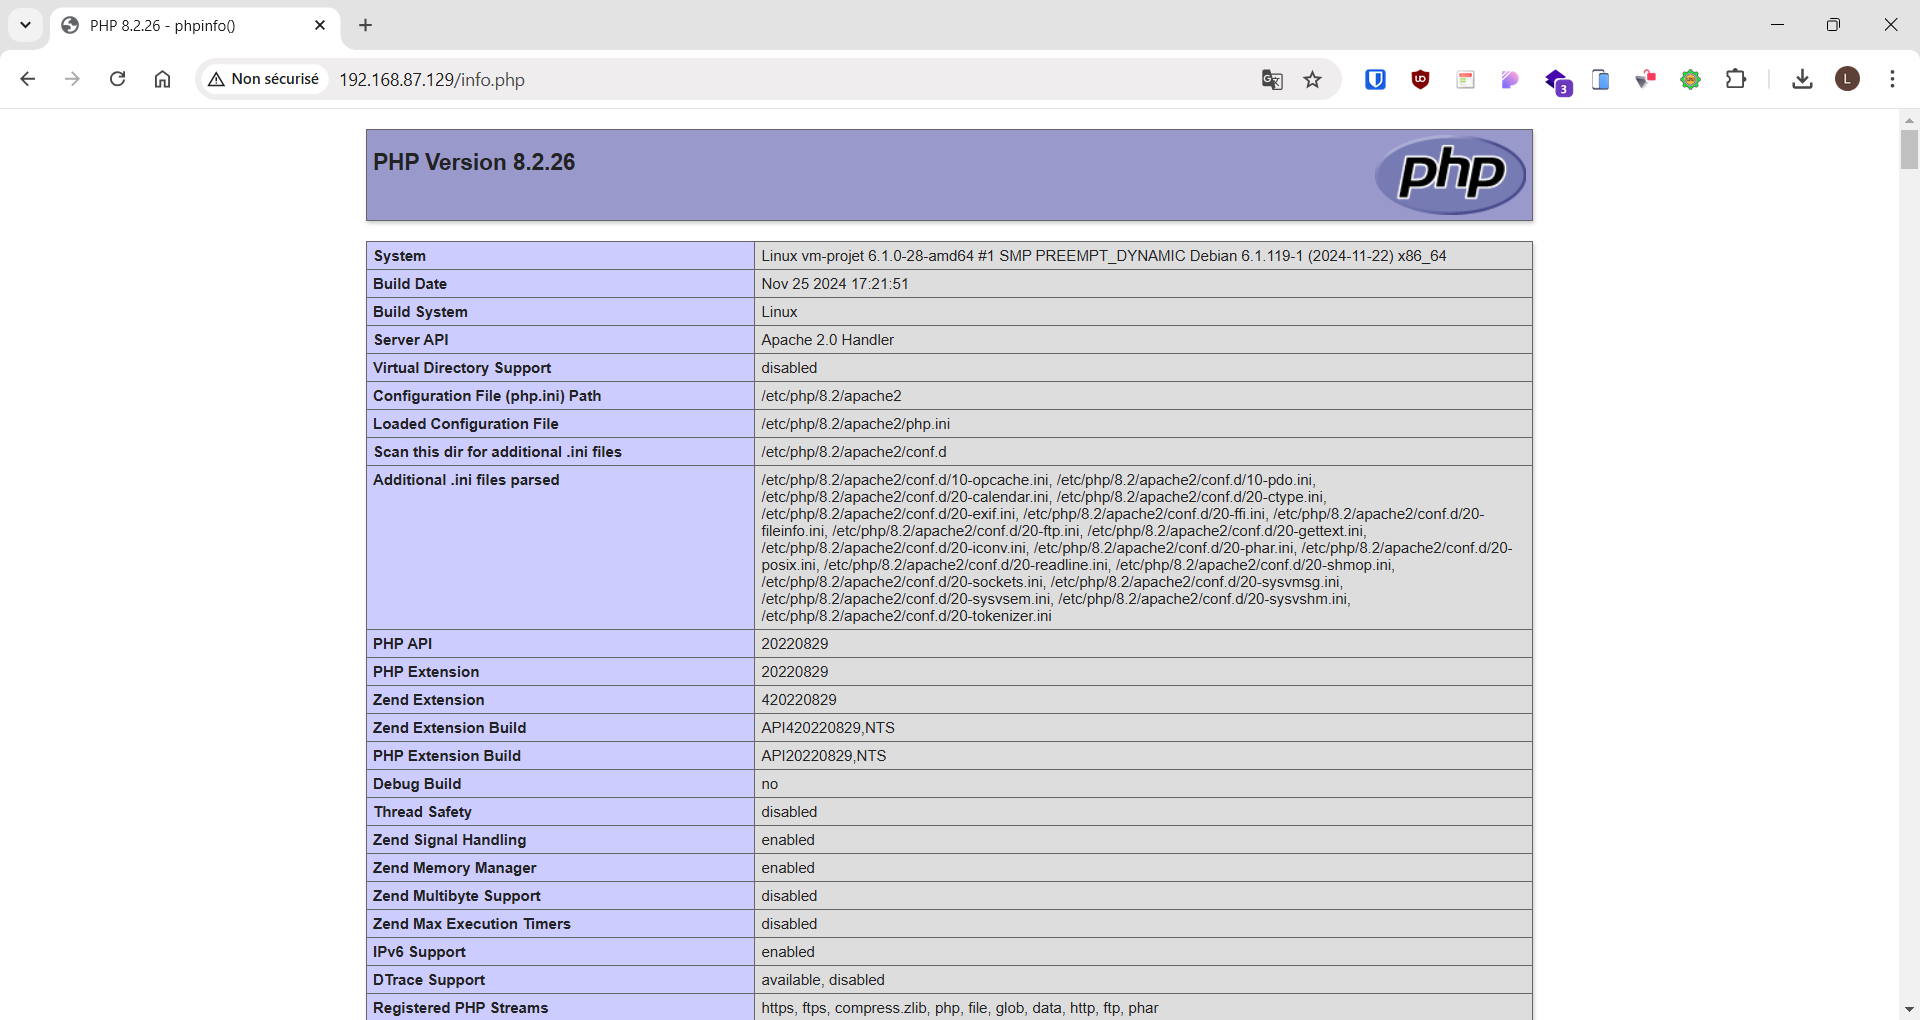 PHP 8.2.26 - phpinfo()
Non sécurisé 192.168.87.129/info.php
3
L
PHP Version 8.2.26
php
System Linux vm-projet 6.1.0-28-amd64 #1 SMP PREEMPT_DYNAMIC Debian 6.1.119-1 (2024-11-22) x86_64
Build Date Nov 25 2024 17:21:51
Build System Linux
Server API Apache 2.0 Handler
Virtual Directory Support disabled
Configuration File (php.ini) Path /etc/php/8.2/apache2
Loaded Configuration File /etc/php/8.2/apache2/php.ini
Scan this dir for additional .ini files /etc/php/8.2/apache2/conf.d
Additional .ini files parsed /etc/php/8.2/apache2/conf.d/10-opcache.ini, /etc/php/8.2/apache2/conf.d/10-pdo.ini,
/etc/php/8.2/apache2/conf.d/20-calendar.ini, /etc/php/8.2/apache2/conf.d/20-ctype.ini,
/etc/php/8.2/apache2/conf.d/20-exif.ini, /etc/php/8.2/apache2/conf.d/20-ffi.ini, /etc/php/8.2/apache2/conf.d/20-
fileinfo.ini, /etc/php/8.2/apache2/conf.d/20-ftp.ini, /etc/php/8.2/apache2/conf.d/20-gettext.ini,
/etc/php/8.2/apache2/conf.d/20-iconv.ini, /etc/php/8.2/apache2/conf.d/20-phar.ini, /etc/php/8.2/apache2/conf.d/20-
posix.ini, /etc/php/8.2/apache2/conf.d/20-readline.ini, /etc/php/8.2/apache2/conf.d/20-shmop.ini,
/etc/php/8.2/apache2/conf.d/20-sockets.ini, /etc/php/8.2/apache2/conf.d/20-sysvmsg.ini,
/etc/php/8.2/apache2/conf.d/20-sysvsem.ini, /etc/php/8.2/apache2/conf.d/20-sysvshm.ini,
/etc/php/8.2/apache2/conf.d/20-tokenizer.ini
PHP API 20220829
PHP Extension 20220829
Zend Extension 420220829
Zend Extension Build API420220829,NTS
PHP Extension Build API20220829,NTS
Debug Build no
Thread Safety disabled
Zend Signal Handling enabled
Zend Memory Manager enabled
Zend Multibyte Support disabled
Zend Max Execution Timers disabled
IPv6 Support enabled
DTrace Support available, disabled
Registered PHP Streams https, ftps, compress.zlib, php, file, glob, data, http, ftp, phar